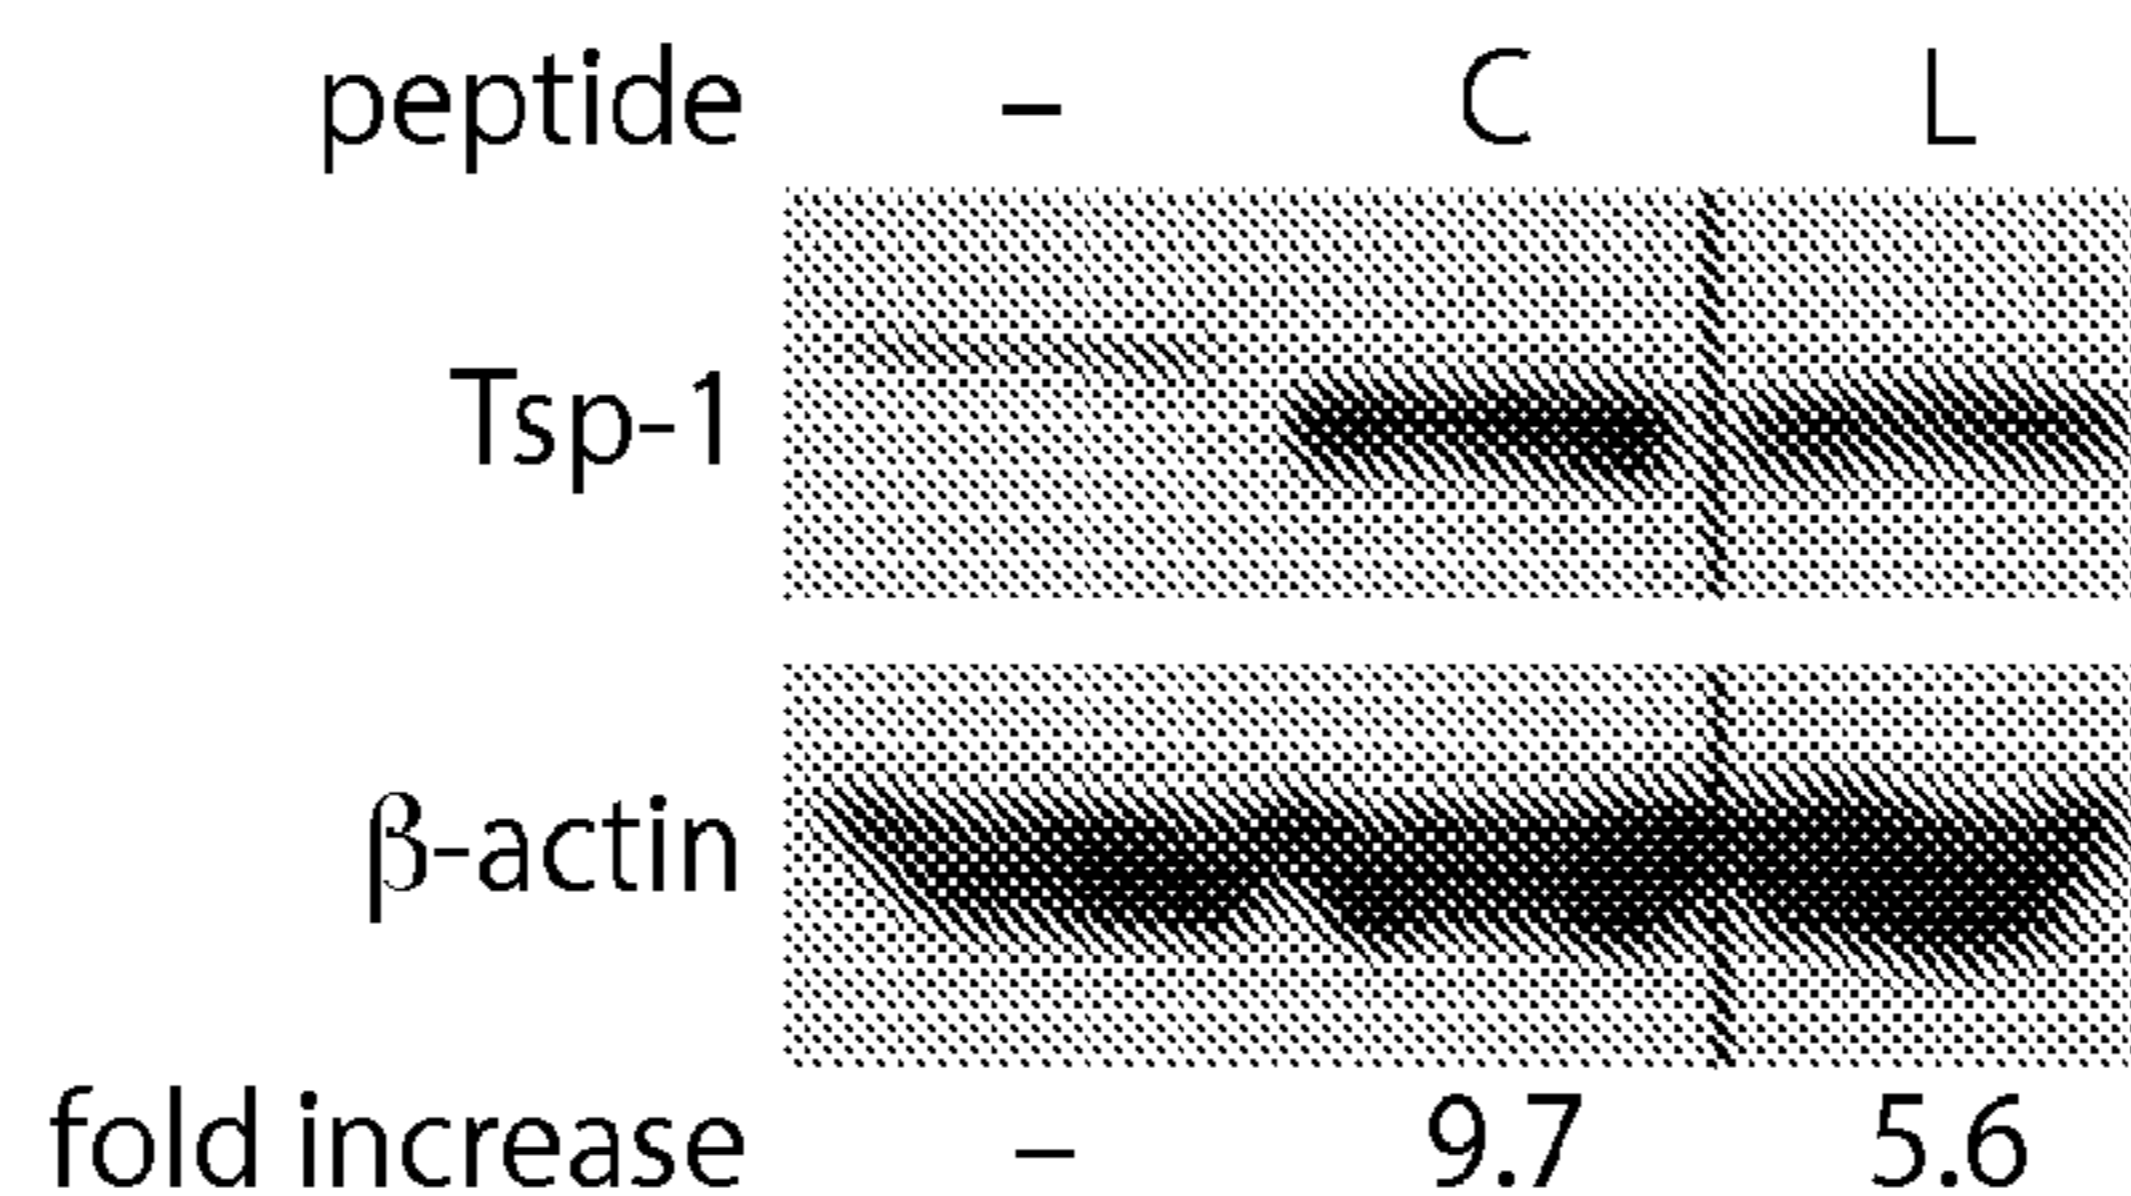 peptide – C L
Tsp-1
β-actin
fold increase – 9.7 5.6